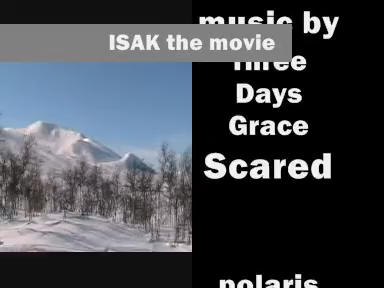 music by
ISAK the movie
Three
Days
Grace
Scared
polaris